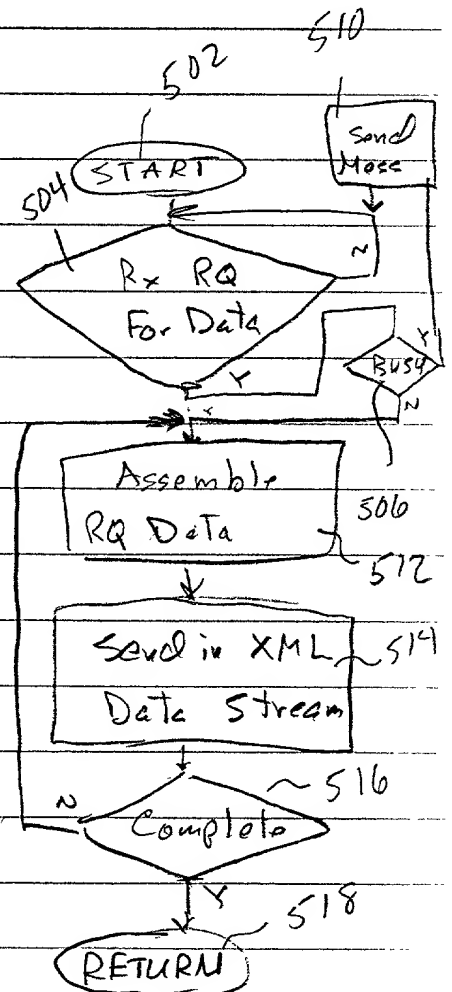 510
502
Send
Mess
START
504
N
Rx RQ
For Data
Y
Busy
Y
N
Assemble
RQ Data
506
512
Send in XML
514
Data Stream
516
N
Complete
Y
518
RETURN